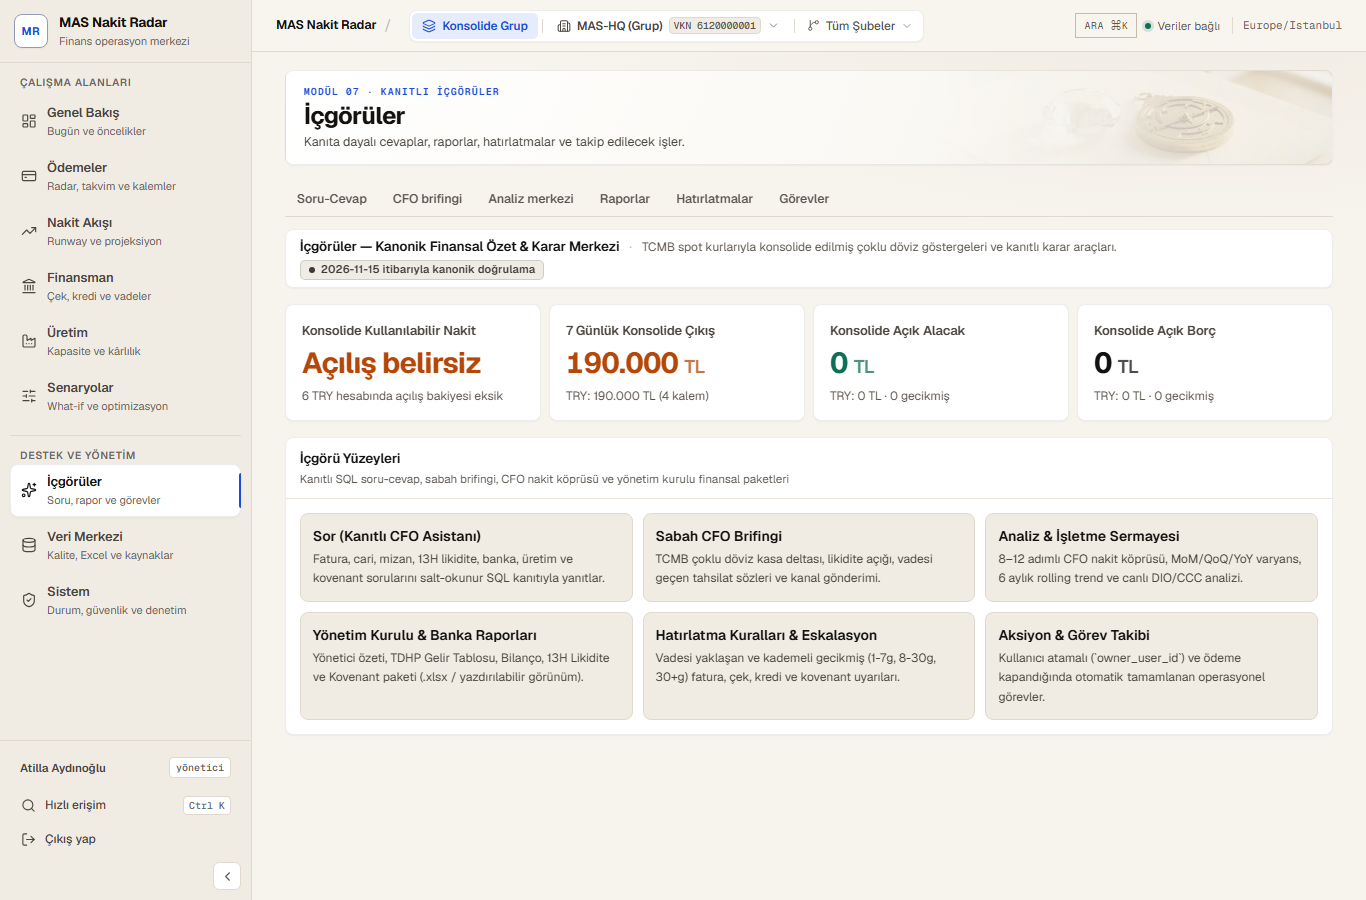 MR
MAS Nakit Radar
Finans operasyon merkezi
ÇALIŞMA ALANLARI
Genel Bakış
Bugün ve öncelikler
Ödemeler
Radar, takvim ve kalemler
Nakit Akışı
Runway ve projeksiyon
Finansman
Çek, kredi ve vadeler
Üretim
Kapasite ve kârlılık
Senaryolar
What-if ve optimizasyon
DESTEK VE YÖNETİM
İçgörüler
Soru, rapor ve görevler
Veri Merkezi
Kalite, Excel ve kaynaklar
Sistem
Durum, güvenlik ve denetim
Atilla Aydınoğlu yönetici
Hızlı erişim Ctrl K
Çıkış yap
MAS Nakit Radar / Konsolide Grup MAS-HQ (Grup) VKN 6120000001 Tüm Şubeler ARA ⌘K Veriler bağlı Europe/Istanbul
MODÜL 07 · KANITLI İÇGÖRÜLER
İçgörüler
Kanıta dayalı cevaplar, raporlar, hatırlatmalar ve takip edilecek işler.
Soru-Cevap CFO brifingi Analiz merkezi Raporlar Hatırlatmalar Görevler
İçgörüler — Kanonik Finansal Özet & Karar Merkezi · TCMB spot kurlarıyla konsolide edilmiş çoklu döviz göstergeleri ve kanıtlı karar araçları.
2026-11-15 itibarıyla kanonik doğrulama
Konsolide Kullanılabilir Nakit
Açılış belirsiz
6 TRY hesabında açılış bakiyesi eksik
7 Günlük Konsolide Çıkış
190.000 TL
TRY: 190.000 TL (4 kalem)
Konsolide Açık Alacak
0 TL
TRY: 0 TL · 0 gecikmiş
Konsolide Açık Borç
0 TL
TRY: 0 TL · 0 gecikmiş
İçgörü Yüzeyleri
Kanıtlı SQL soru-cevap, sabah brifingi, CFO nakit köprüsü ve yönetim kurulu finansal paketleri
Sor (Kanıtlı CFO Asistanı)
Fatura, cari, mizan, 13H likidite, banka, üretim ve
kovenant sorularını salt-okunur SQL kanıtıyla yanıtlar.
Sabah CFO Brifingi
TCMB çoklu döviz kasa deltası, likidite açığı, vadesi
geçen tahsilat sözleri ve kanal gönderimi.
Analiz & İşletme Sermayesi
8–12 adımlı CFO nakit köprüsü, MoM/QoQ/YoY varyans,
6 aylık rolling trend ve canlı DIO/CCC analizi.
Yönetim Kurulu & Banka Raporları
Yönetici özeti, TDHP Gelir Tablosu, Bilanço, 13H Likidite
ve Kovenant paketi (.xlsx / yazdırılabilir görünüm).
Hatırlatma Kuralları & Eskalasyon
Vadesi yaklaşan ve kademeli gecikmiş (1-7g, 8-30g,
30+g) fatura, çek, kredi ve kovenant uyarıları.
Aksiyon & Görev Takibi
Kullanıcı atamalı (`owner_user_id`) ve ödeme
kapandığında otomatik tamamlanan operasyonel
görevler.